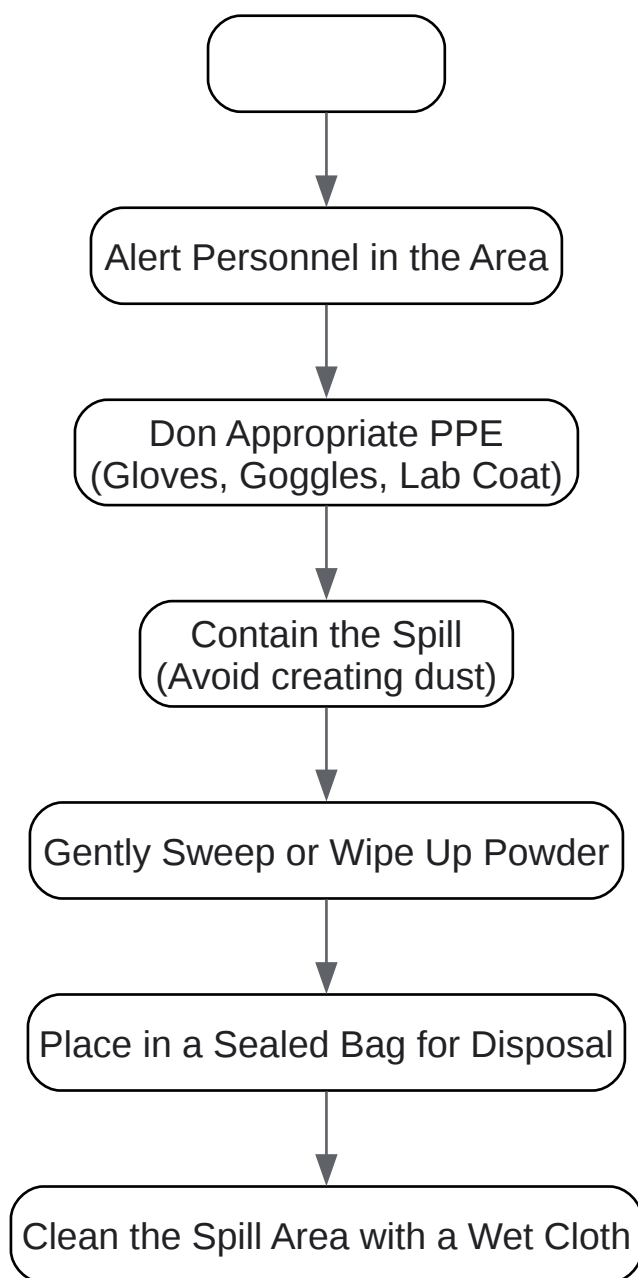 Alert Personnel in the Area
Don Appropriate PPE
(Gloves, Goggles, Lab Coat)
Contain the Spill
(Avoid creating dust)
Gently Sweep or Wipe Up Powder
Place in a Sealed Bag for Disposal
Clean the Spill Area with a Wet Cloth